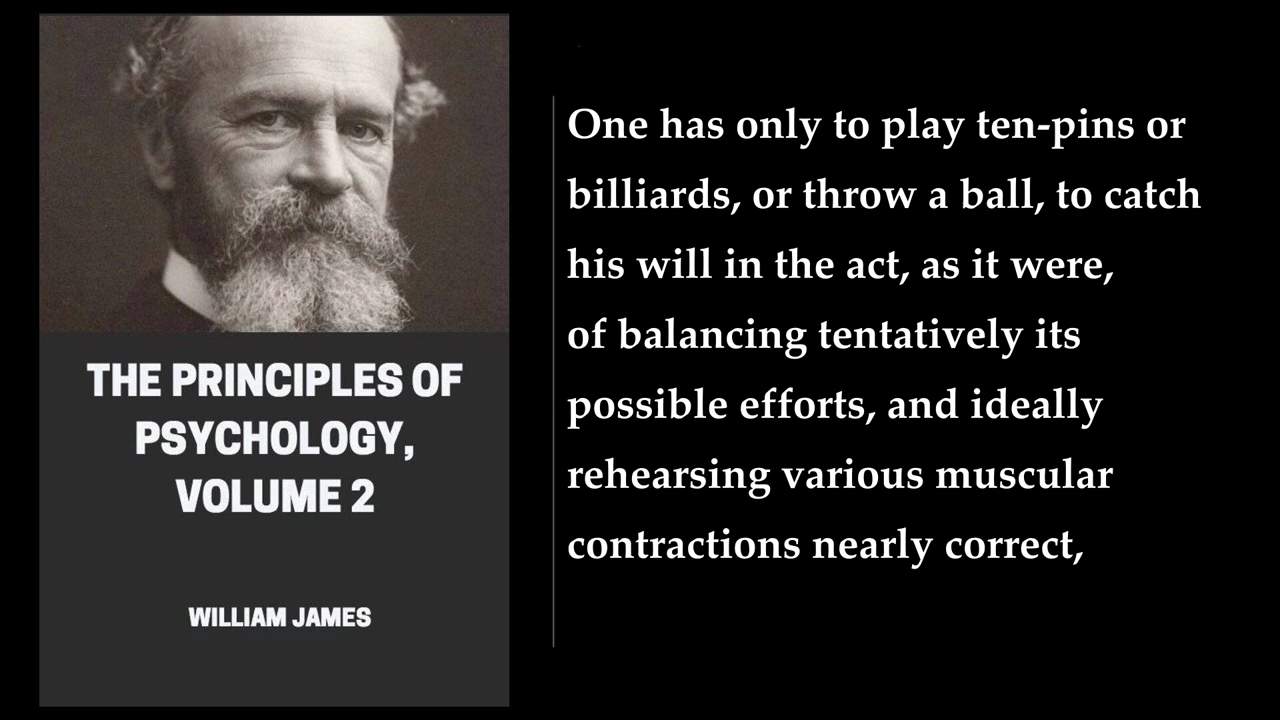 THE PRINCIPLES OF
PSYCHOLOGY,
VOLUME 2
WILLIAM JAMES
One has only to play ten-pins or
billiards, or throw a ball, to catch
his will in the act, as it were,
of balancing tentatively its
possible efforts, and ideally
rehearsing various muscular
contractions nearly correct,